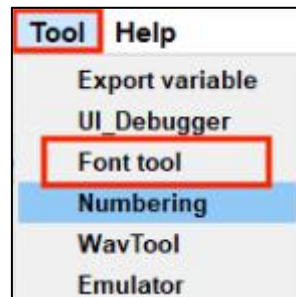 Tool Help
Export variable
UI_Debugger
Font tool
Numbering
WavTool
Emulator